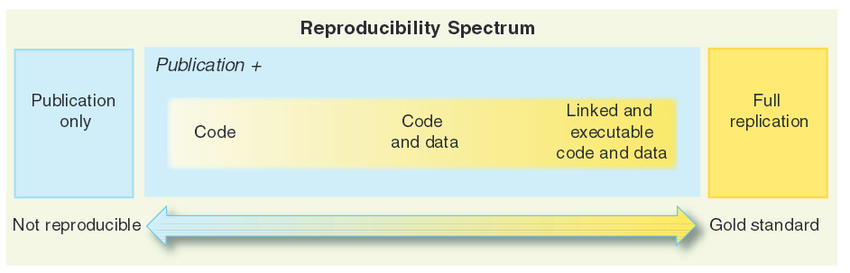 Reproducibility Spectrum
Publication
only
Publication +
Code
Code
and data
Linked and
executable
code and data
Full
replication
Not reproducible
Gold standard